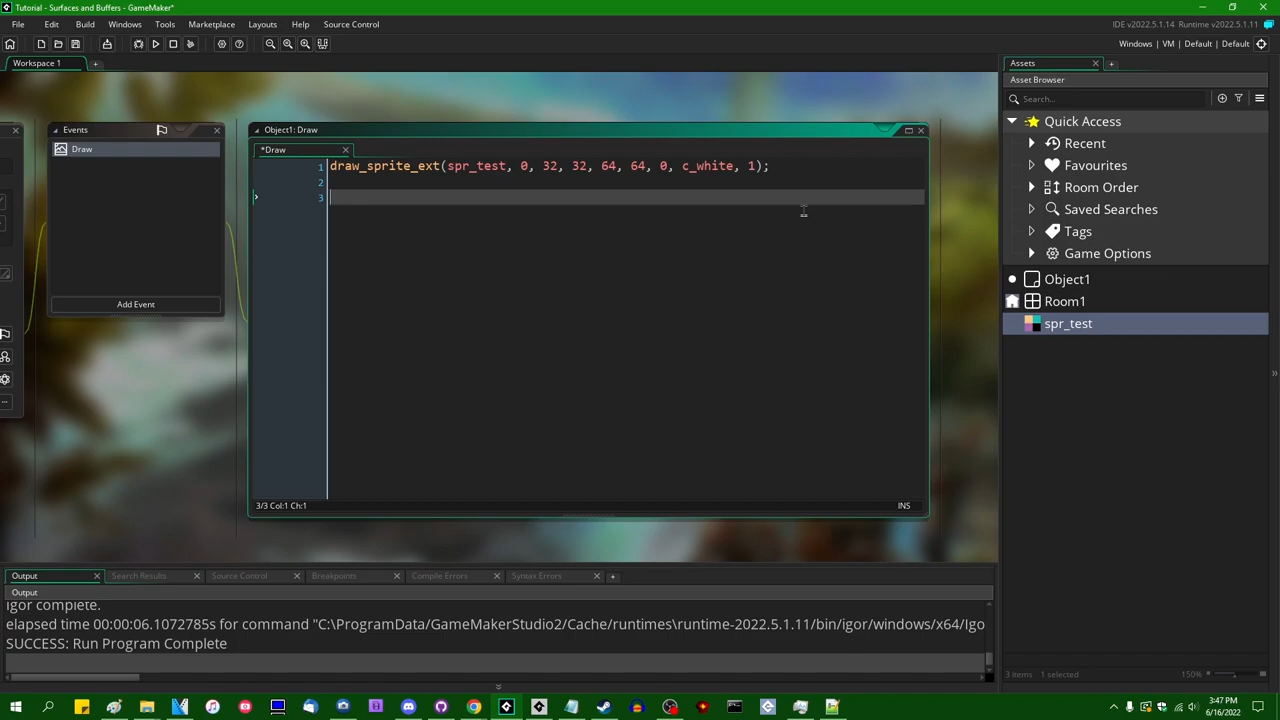 Tutorial - Surfaces and Buffers - GameMaker*
File Edit Build Windows Tools Marketplace Layouts Help Source Control
IDE v2022.5.1.14 Runtime v2022.5.1.11
Windows | VM | Default | Default
Workspace 1
Assets
Asset Browser
Search...
Quick Access
Recent
Favourites
Room Order
Saved Searches
Tags
Game Options
Object1
Room1
spr_test
3 items 1 selected 150%
Events
Draw
Add Event
Object1: Draw
*Draw
1 draw_sprite_ext(spr_test, 0, 32, 32, 64, 64, 0, c_white, 1);
2
3
3/3 Col:1 Ch:1 INS
Output Search Results Source Control Breakpoints Compile Errors Syntax Errors
Output
igor complete.
elapsed time 00:00:06.1072785s for command "C:\ProgramData/GameMakerStudio2/Cache/runtimes\runtime-2022.5.1.11/bin/igor/windows/x64/Igo
SUCCESS: Run Program Complete
3:47 PM
6/16/2022